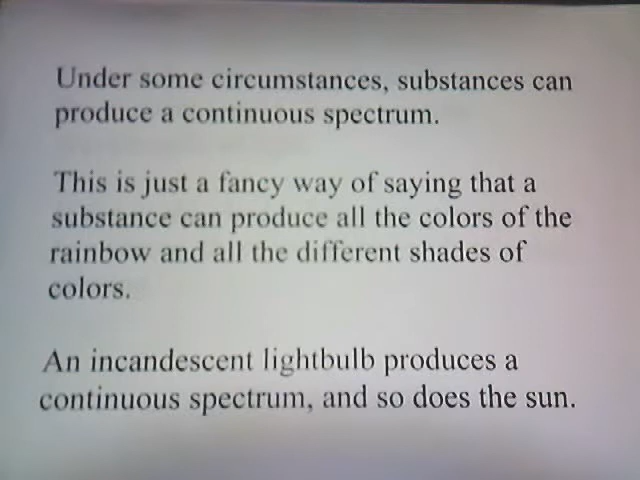 Under some circumstances, substances can
produce a continuous spectrum.
This is just a fancy way of saying that a
substance can produce all the colors of the
rainbow and all the different shades of
colors.
An incandescent lightbulb produces a
continuous spectrum, and so does the sun.